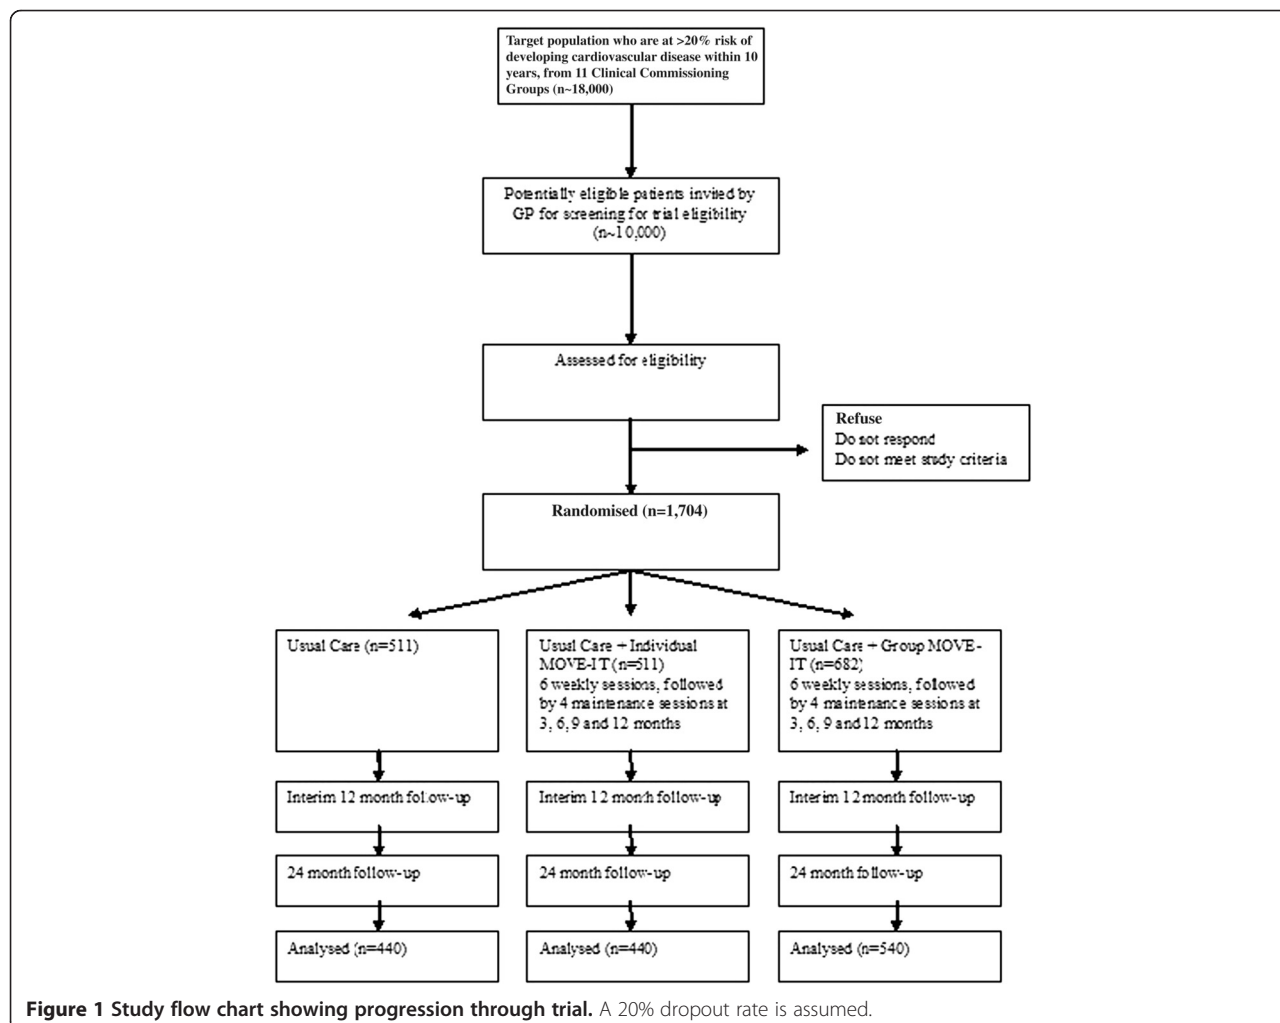 Target population who are at >20% risk of
developing cardiovascular disease within 10
years, from 11 Clinical Commissioning
Groups (n~18,000)
Potentially eligible patients invited by
GP for screening for trial eligibility
(n~10,000)
Assessed for eligibility
Refuse
Do not respond
Do not meet study criteria
Randomised (n=1,704)
Usual Care (n=511)
Usual Care + Individual
MOVE-IT (n=511)
6 weekly sessions, followed
by 4 maintenance sessions at
3, 6, 9 and 12 months
Usual Care + Group MOVE-
IT (n=682)
6 weekly sessions, followed
by 4 maintenance sessions at
3, 6, 9 and 12 months
Interim 12 month follow-up
Interim 12 month follow-up
Interim 12 month follow-up
24 month follow-up
24 month follow-up
24 month follow-up
Analysed (n=440)
Analysed (n=440)
Analysed (n=540)
Figure 1 Study flow chart showing progression through trial. A 20% dropout rate is assumed.